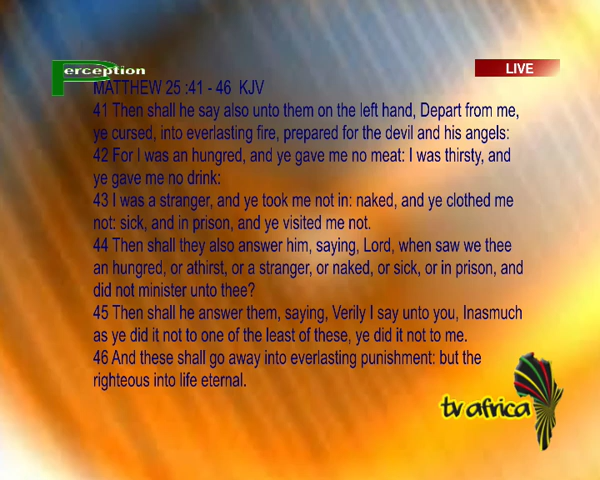 Perception
LIVE
MATTHEW 25 :41 - 46 KJV
41 Then shall he say also unto them on the left hand, Depart from me,
ye cursed, into everlasting fire, prepared for the devil and his angels:
42 For I was an hungred, and ye gave me no meat: I was thirsty, and
ye gave me no drink:
43 I was a stranger, and ye took me not in: naked, and ye clothed me
not: sick, and in prison, and ye visited me not.
44 Then shall they also answer him, saying, Lord, when saw we thee
an hungred, or athirst, or a stranger, or naked, or sick, or in prison, and
did not minister unto thee?
45 Then shall he answer them, saying, Verily I say unto you, Inasmuch
as ye did it not to one of the least of these, ye did it not to me.
46 And these shall go away into everlasting punishment: but the
righteous into life eternal.
tv africa